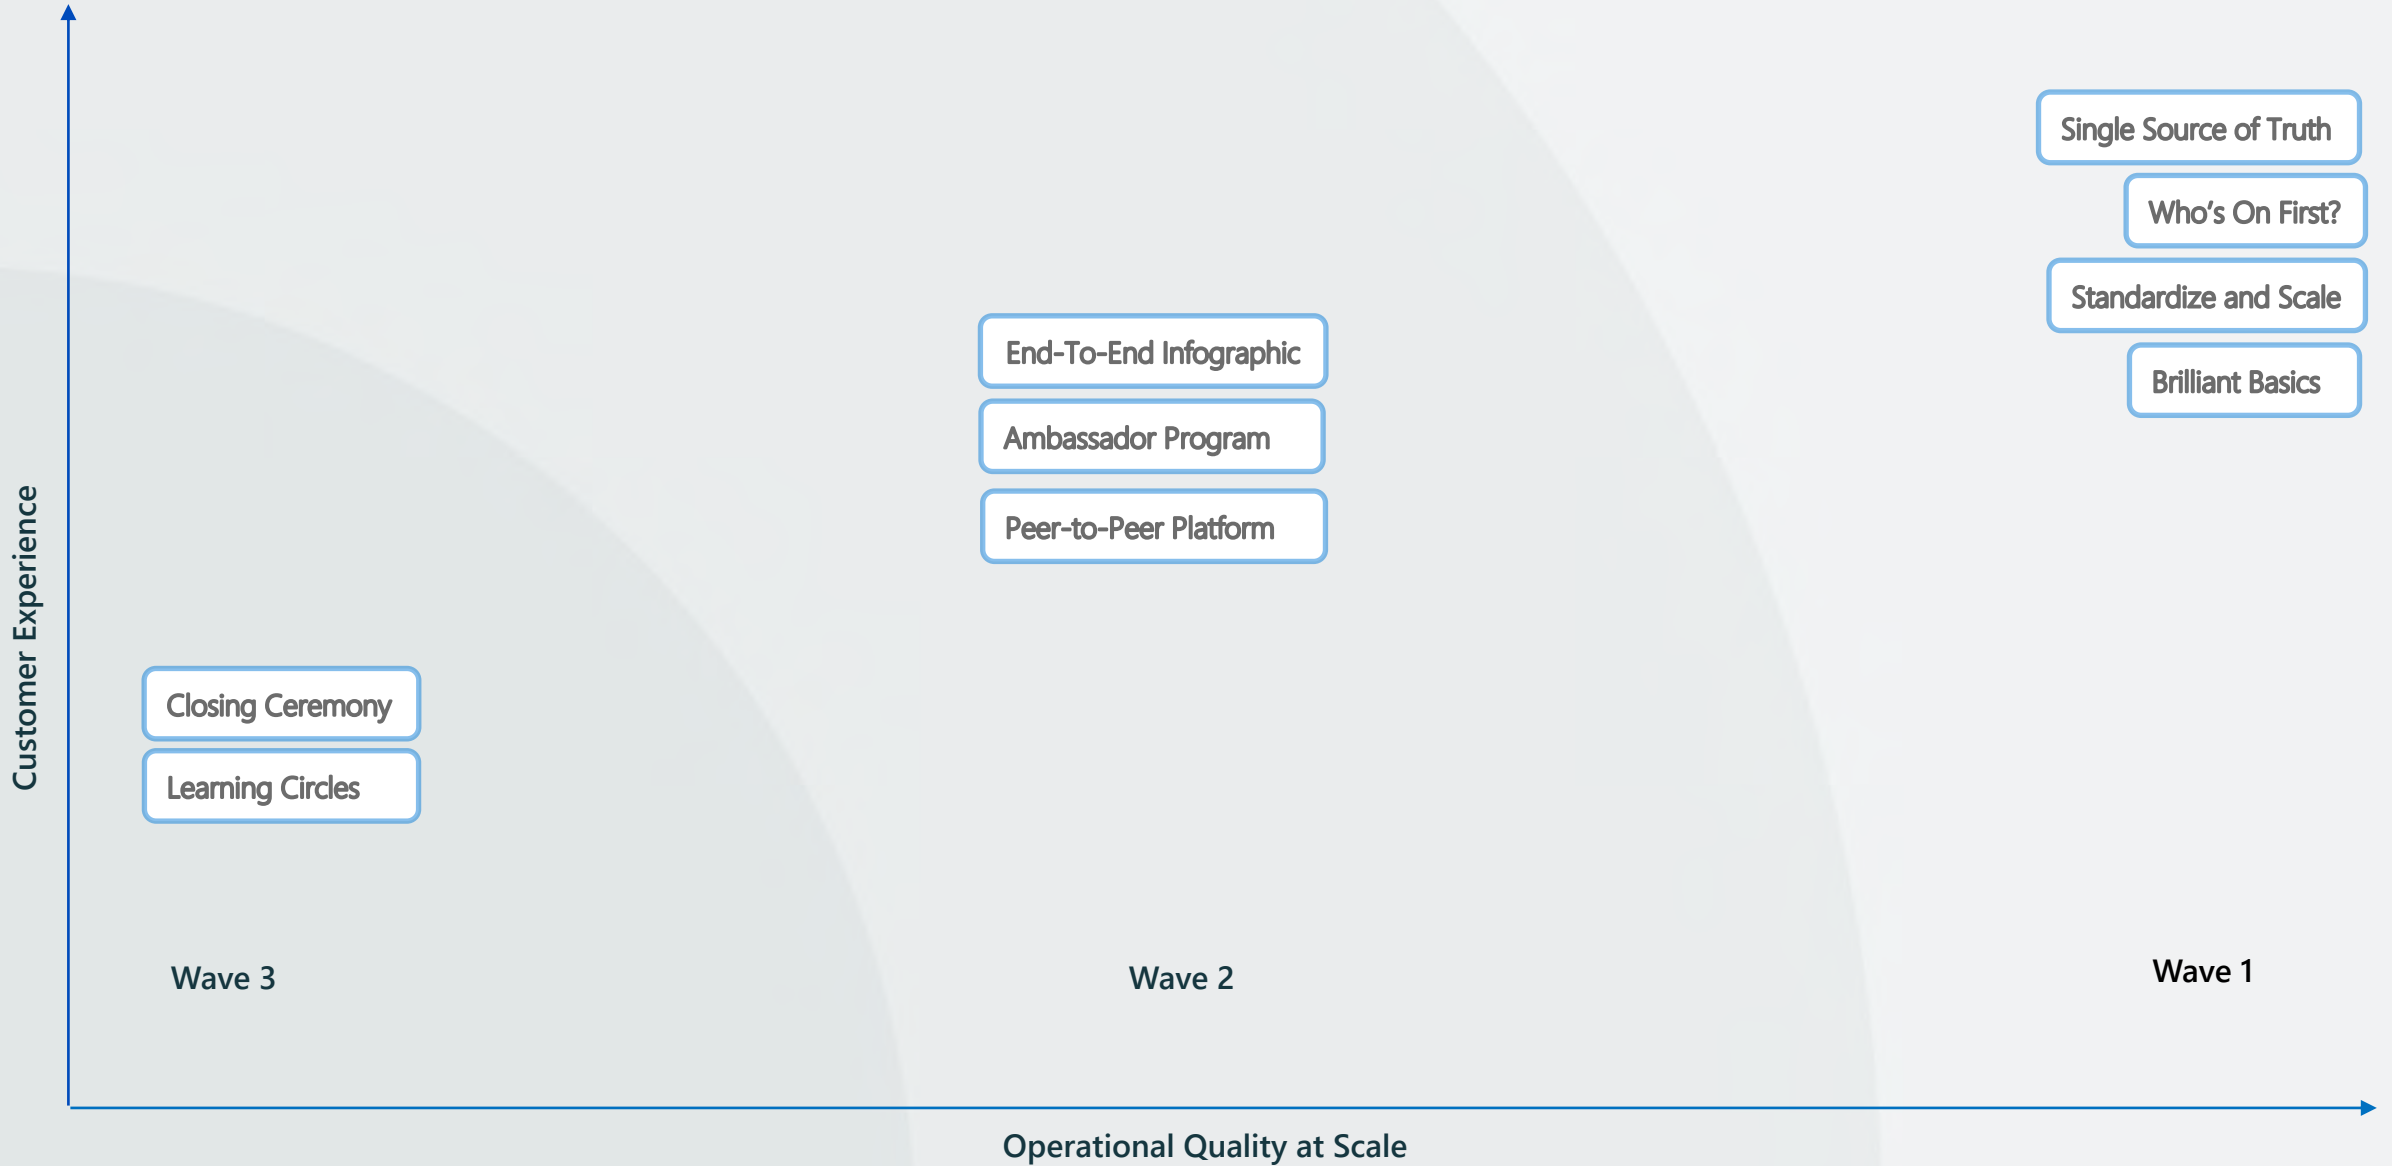 Single Source of Truth
Who's On First?
Standardize and Scale
Brilliant Basics
End-To-End Infographic
Ambassador Program
Peer-to-Peer Platform
Closing Ceremony
Learning Circles
Customer Experience
Wave 3
Wave 2
Wave 1
Operational Quality at Scale